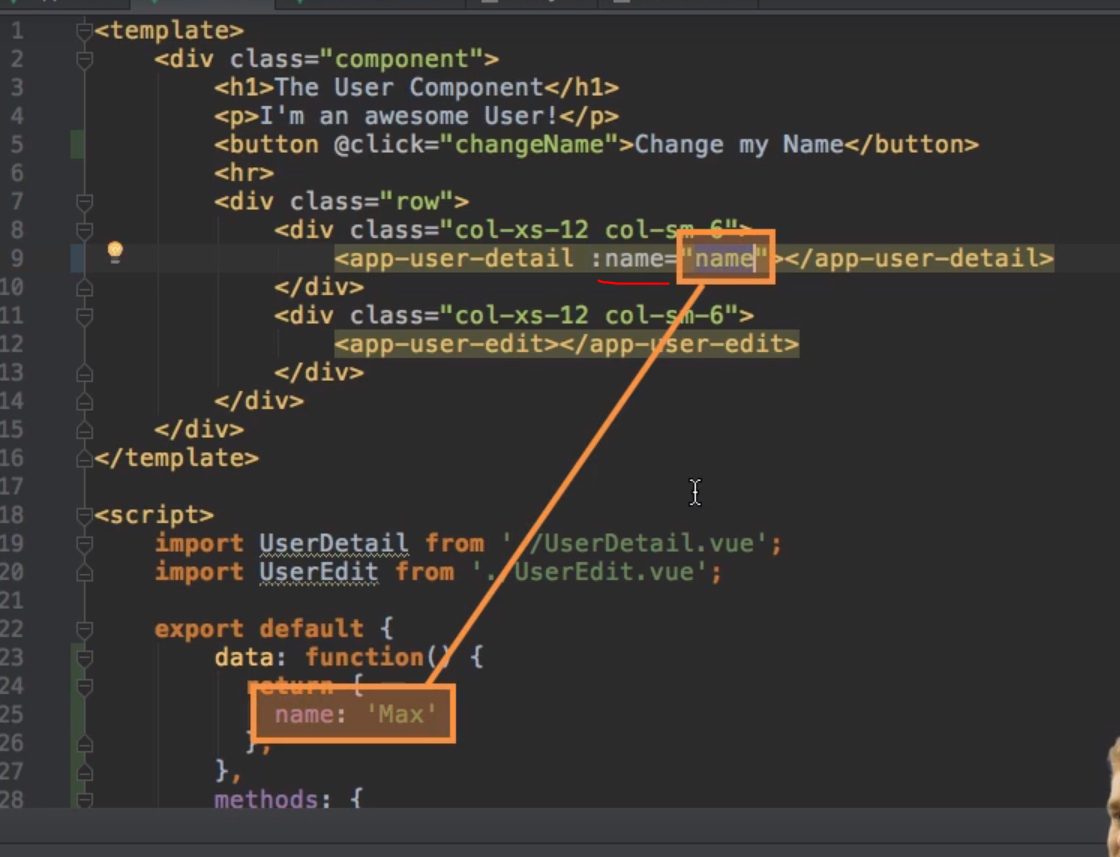 1 <template>
2 <div class="component">
3 <h1>The User Component</h1>
4 <p>I'm an awesome User!</p>
5 <button @click="changeName">Change my Name</button>
6 <hr>
7 <div class="row">
8 <div class="col-xs-12 col-sm-6">
9 <app-user-detail :name="name"></app-user-detail>
10 </div>
11 <div class="col-xs-12 col-sm-6">
12 <app-user-edit></app-user-edit>
13 </div>
14 </div>
15 </div>
16 </template>
17
18 <script>
19 import UserDetail from './UserDetail.vue';
20 import UserEdit from './UserEdit.vue';
21
22 export default {
23 data: function() {
24 return {
25 name: 'Max'
26 };
27 },
28 methods: {